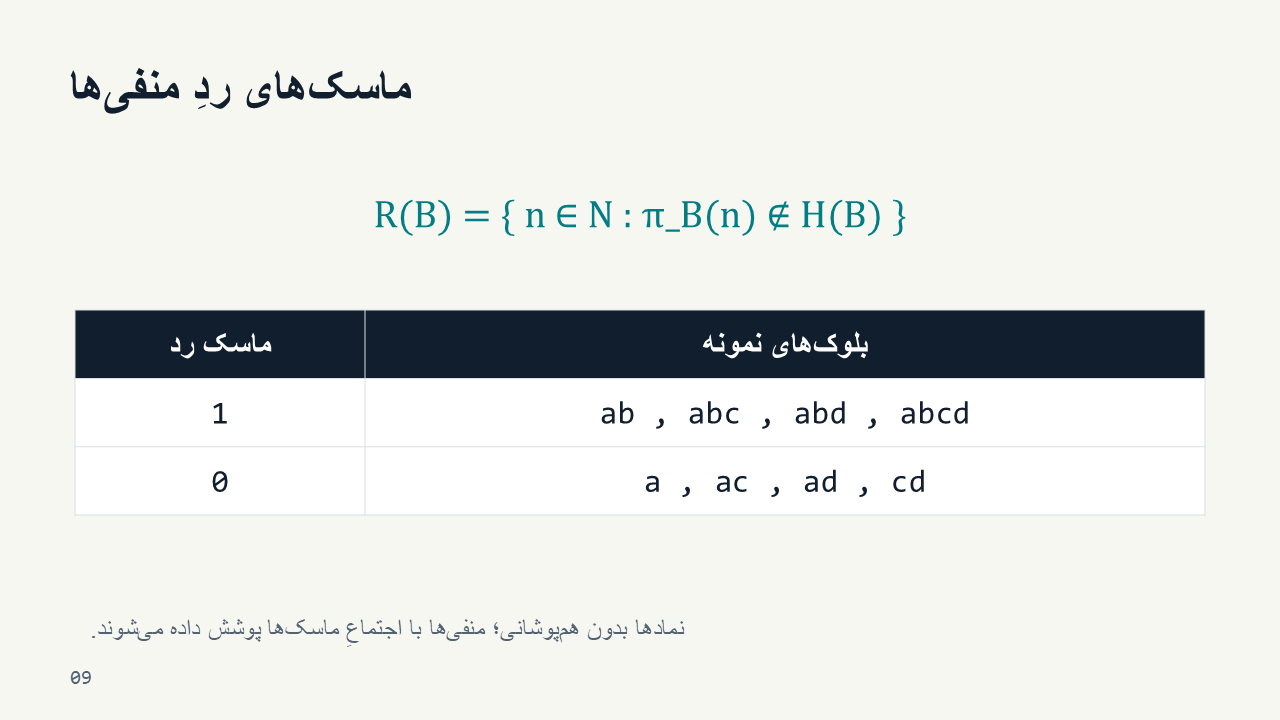 ماسک‌های ردِ منفی‌ها
R(B) = { n ∈ N : π_B(n) ∉ H(B) }
بلوک‌های نمونه ماسک رد
ab , abc , abd , abcd 1
a , ac , ad , cd 0
نمادها بدون هم‌پوشانی؛ منفی‌ها با اجتماعِ ماسک‌ها پوشش داده می‌شوند.
09